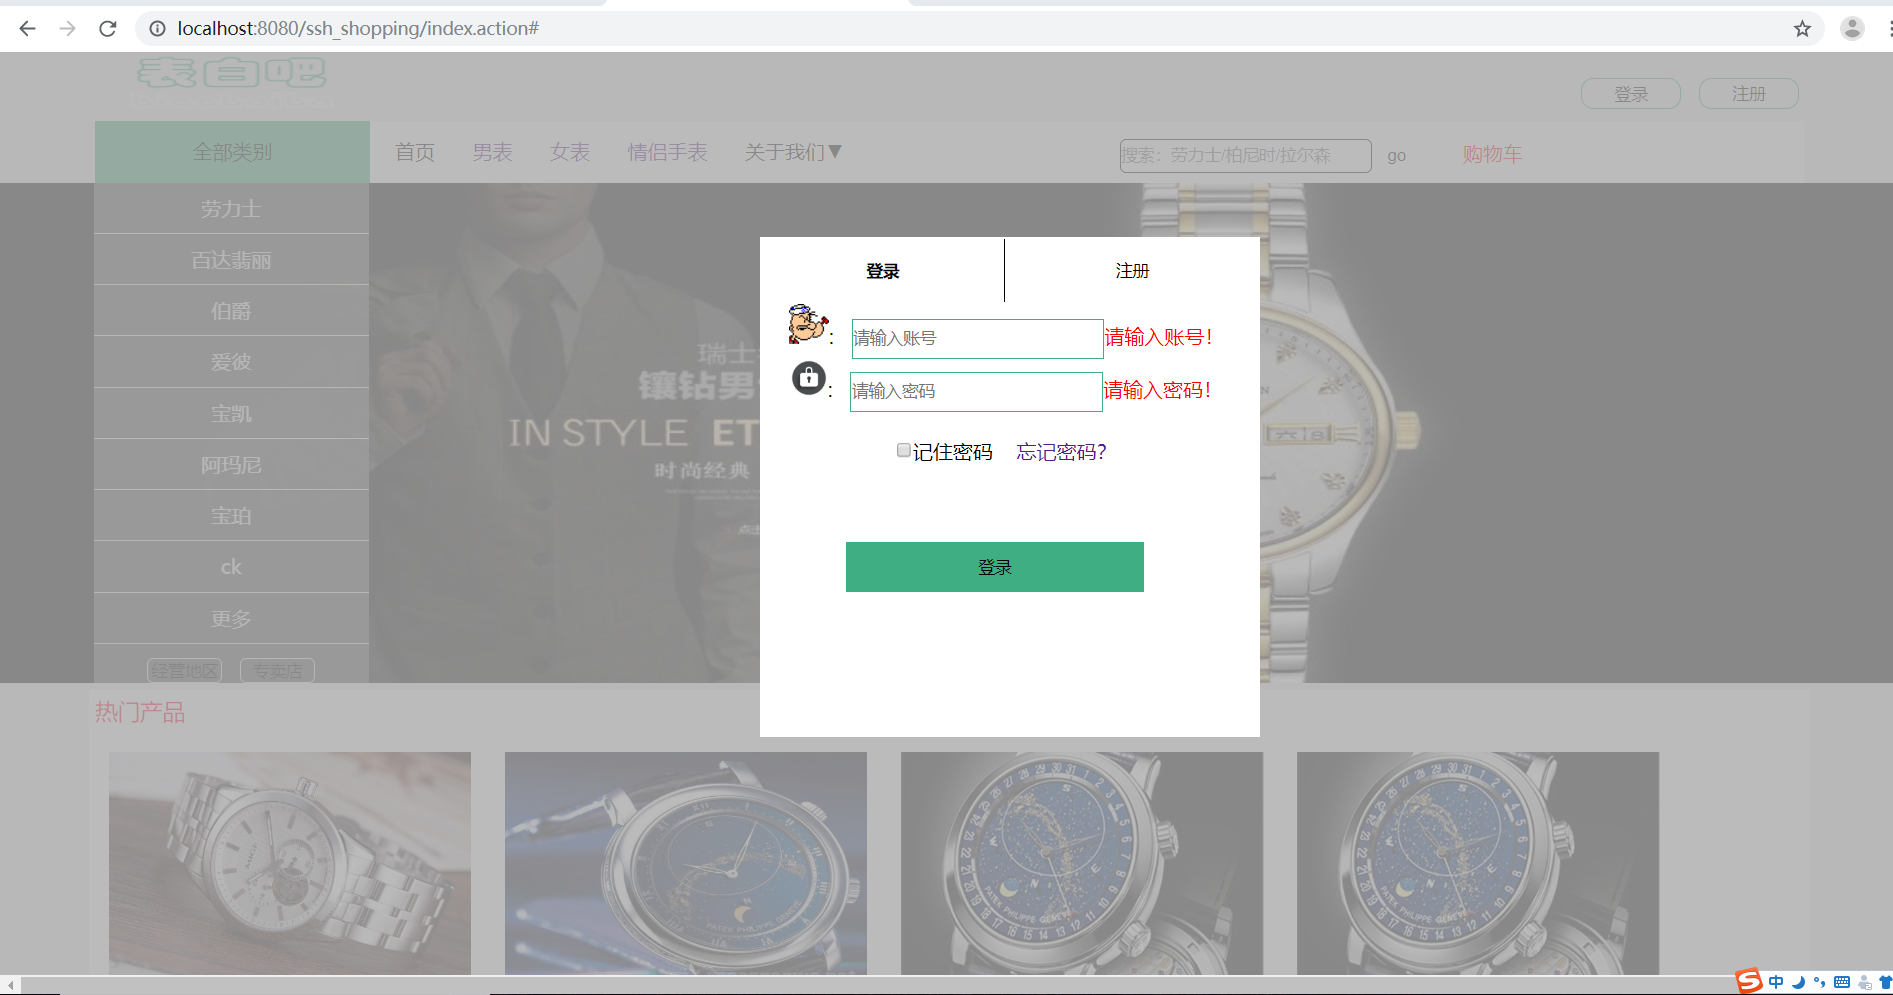 localhost:8080/ssh_shopping/index.action#
表白吧
登录
注册
全部类别
首页
男表
女表
情侣手表
关于我们▼
搜索：劳力士/柏尼时/拉尔森
go
购物车
劳力士
百达翡丽
伯爵
爱彼
宝凯
阿玛尼
宝珀
ck
更多
经营地区
专卖店
瑞士
镶钻男
IN STYLE ET
时尚经典
登录
注册
：
请输入账号
请输入账号！
：
请输入密码
请输入密码！
记住密码
忘记密码？
登录
热门产品
中